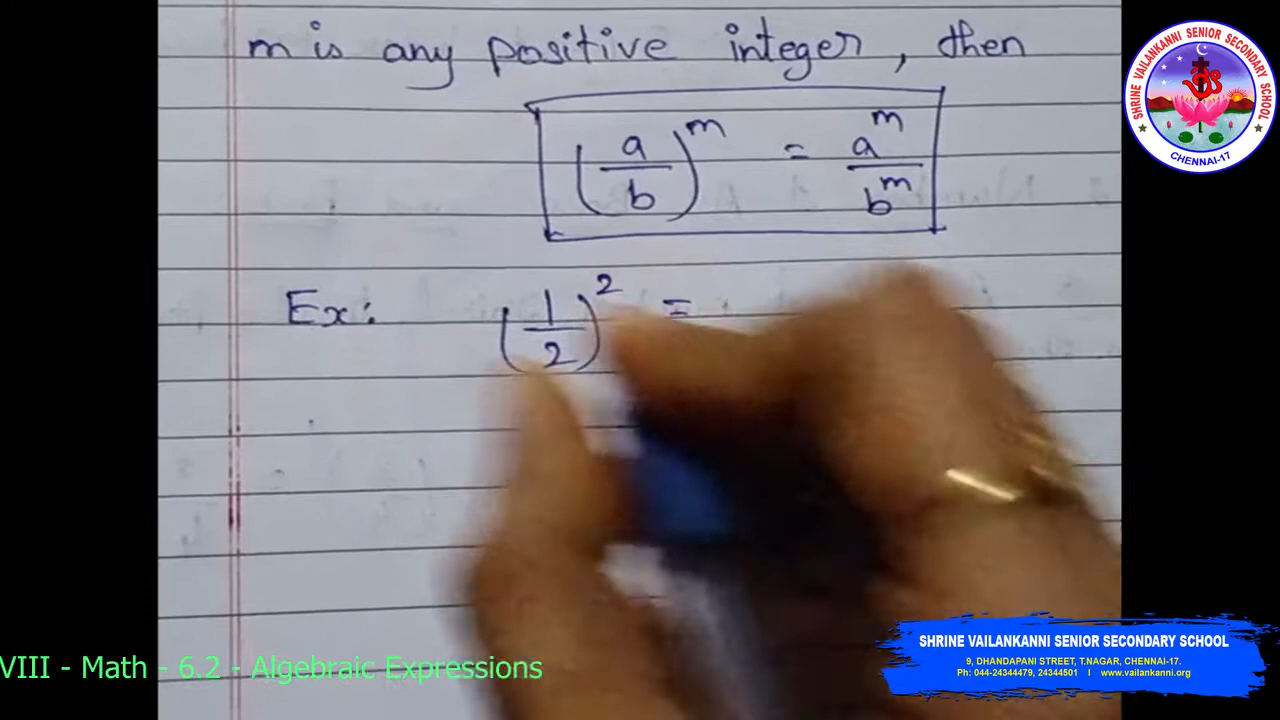 m is any positive integer, then
(a/b)^m = a^m/b^m
Ex: (1/2)^2 =
SHRINE VAILANKANNI SENIOR SECONDARY SCHOOL
CHENNAI-17
VIII - Math - 6.2 - Algebraic Expressions
SHRINE VAILANKANNI SENIOR SECONDARY SCHOOL
9, DHANDAPANI STREET, T.NAGAR, CHENNAI-17.
Ph: 044-24344479, 24344501 I www.vailankanni.org